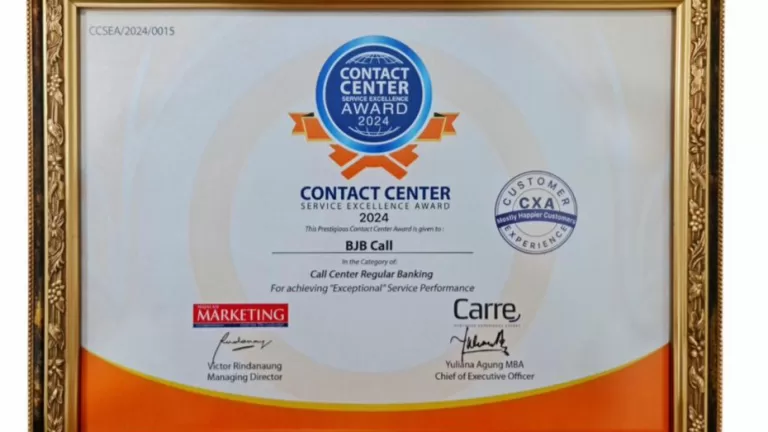 CCSEA/2024/0015
CONTACT
CENTER
SERVICE EXCELLENCE
AWARD
2024
CONTACT CENTER
SERVICE EXCELLENCE AWARD
2024
This Prestigious Contact Center Award is given to :
BJB Call
In the Category of:
Call Center Regular Banking
For achieving "Exceptional" Service Performance
CUSTOMER
CXA
Mostly Happier Customers
EXPERIENCE
MARKETING
Victor Rindanaung
Managing Director
Carre
Yuliana Agung MBA
Chief of Executive Officer